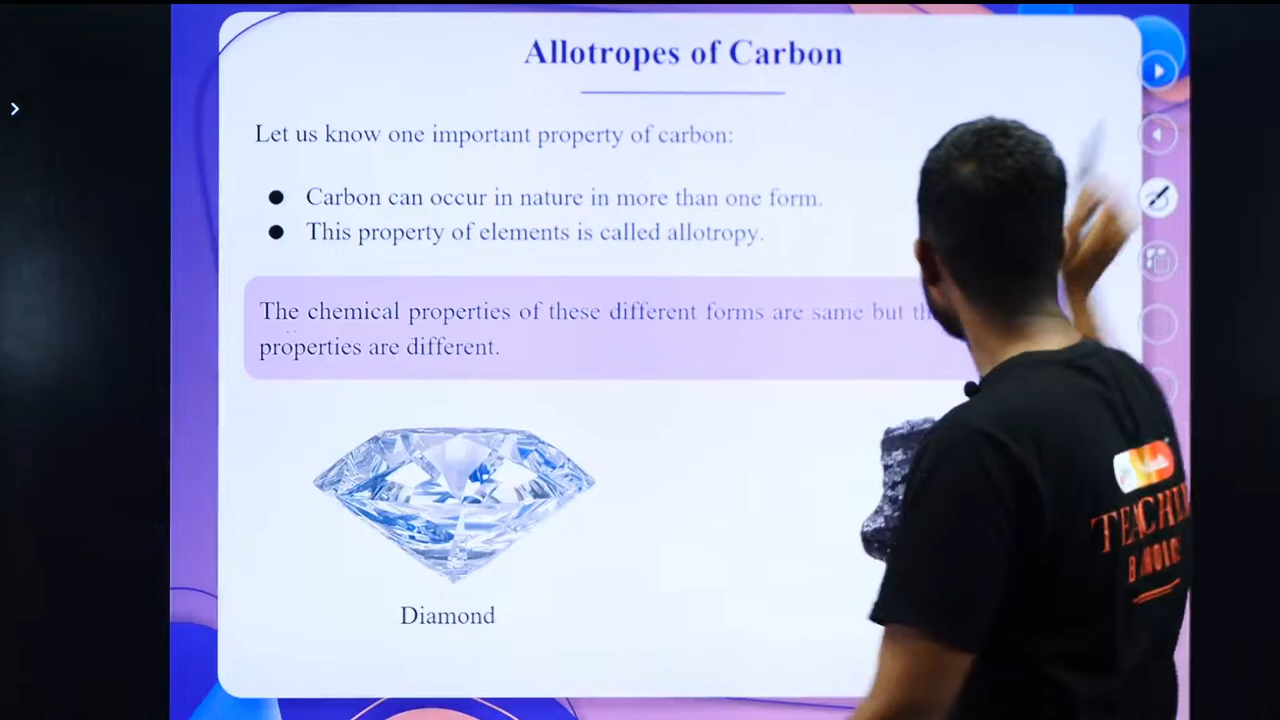 Allotropes of Carbon
Let us know one important property of carbon:
● Carbon can occur in nature in more than one form.
● This property of elements is called allotropy.
The chemical properties of these different forms are same but
properties are different.
Diamond